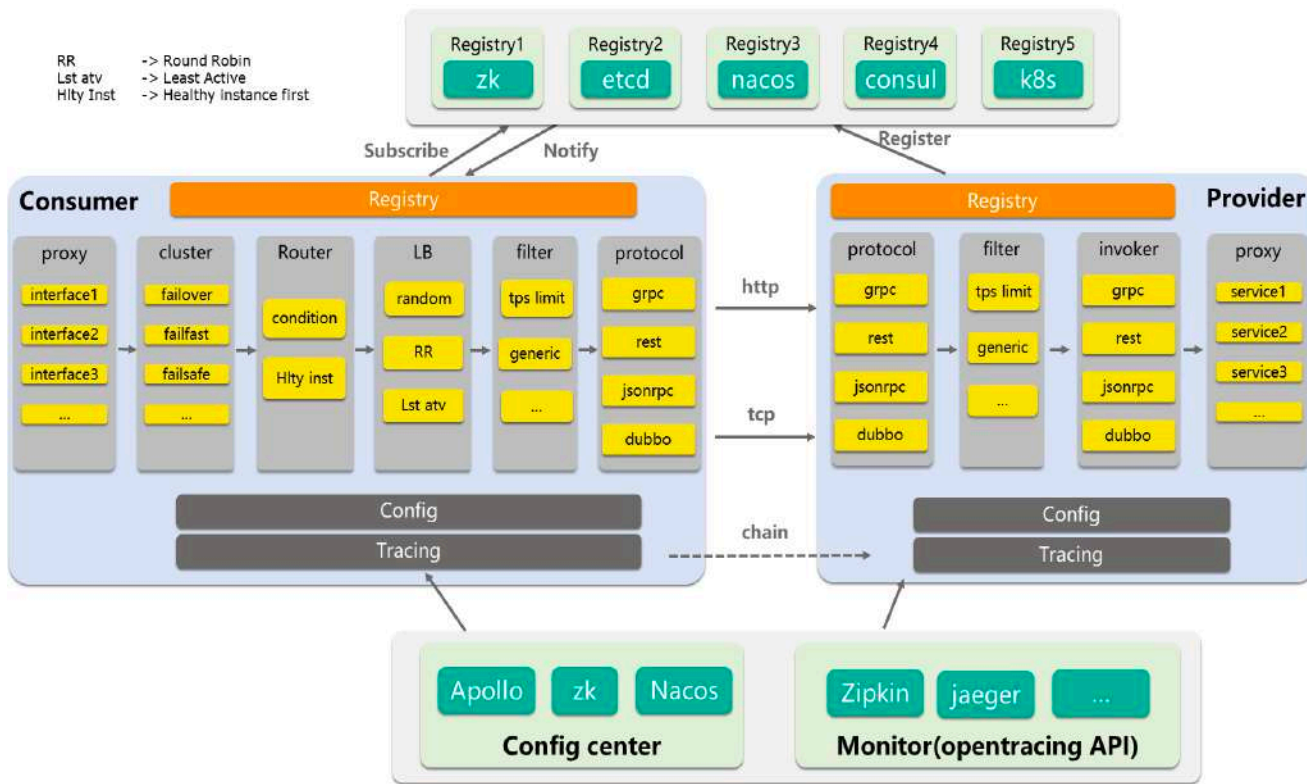 RR -> Round Robin
Lst atv -> Least Active
Hlty Inst -> Healthy instance first
Registry1 Registry2 Registry3 Registry4 Registry5
zk etcd nacos consul k8s
Subscribe Notify Register
Consumer Registry
Registry Provider
proxy cluster Router LB filter protocol
interface1 failover condition random tps limit grpc
interface2 failfast Hlty inst RR generic rest
interface3 failsafe Lst atv ... jsonrpc
... ... dubbo
http
tcp
protocol filter invoker proxy
grpc tps limit grpc service1
rest generic rest service2
jsonrpc ... jsonrpc service3
dubbo dubbo ...
Config
Tracing
chain
Config
Tracing
Apollo zk Nacos
Config center
Zipkin jaeger ...
Monitor(opentracing API)